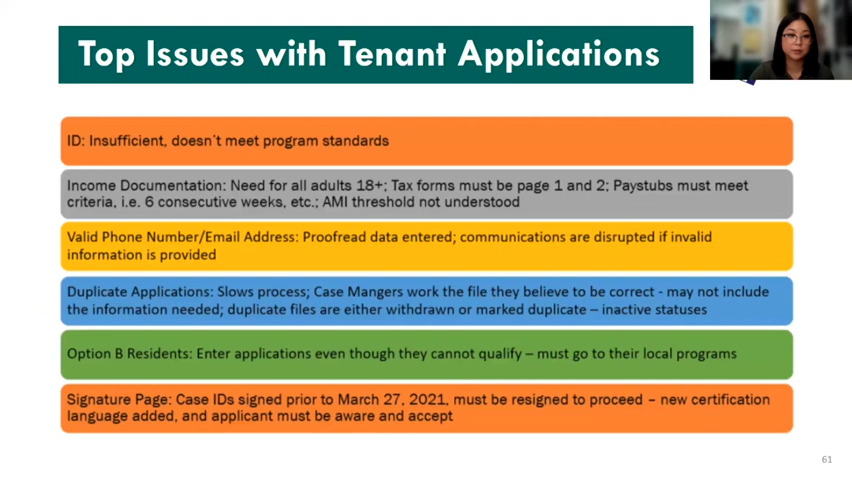 Top Issues with Tenant Applications
ID: Insufficient, doesn't meet program standards
Income Documentation: Need for all adults 18+; Tax forms must be page 1 and 2; Paystubs must meet
criteria, i.e. 6 consecutive weeks, etc.; AMI threshold not understood
Valid Phone Number/Email Address: Proofread data entered; communications are disrupted if invalid
information is provided
Duplicate Applications: Slows process; Case Mangers work the file they believe to be correct - may not include
the information needed; duplicate files are either withdrawn or marked duplicate – inactive statuses
Option B Residents: Enter applications even though they cannot qualify – must go to their local programs
Signature Page: Case IDs signed prior to March 27, 2021, must be resigned to proceed – new certification
language added, and applicant must be aware and accept
61